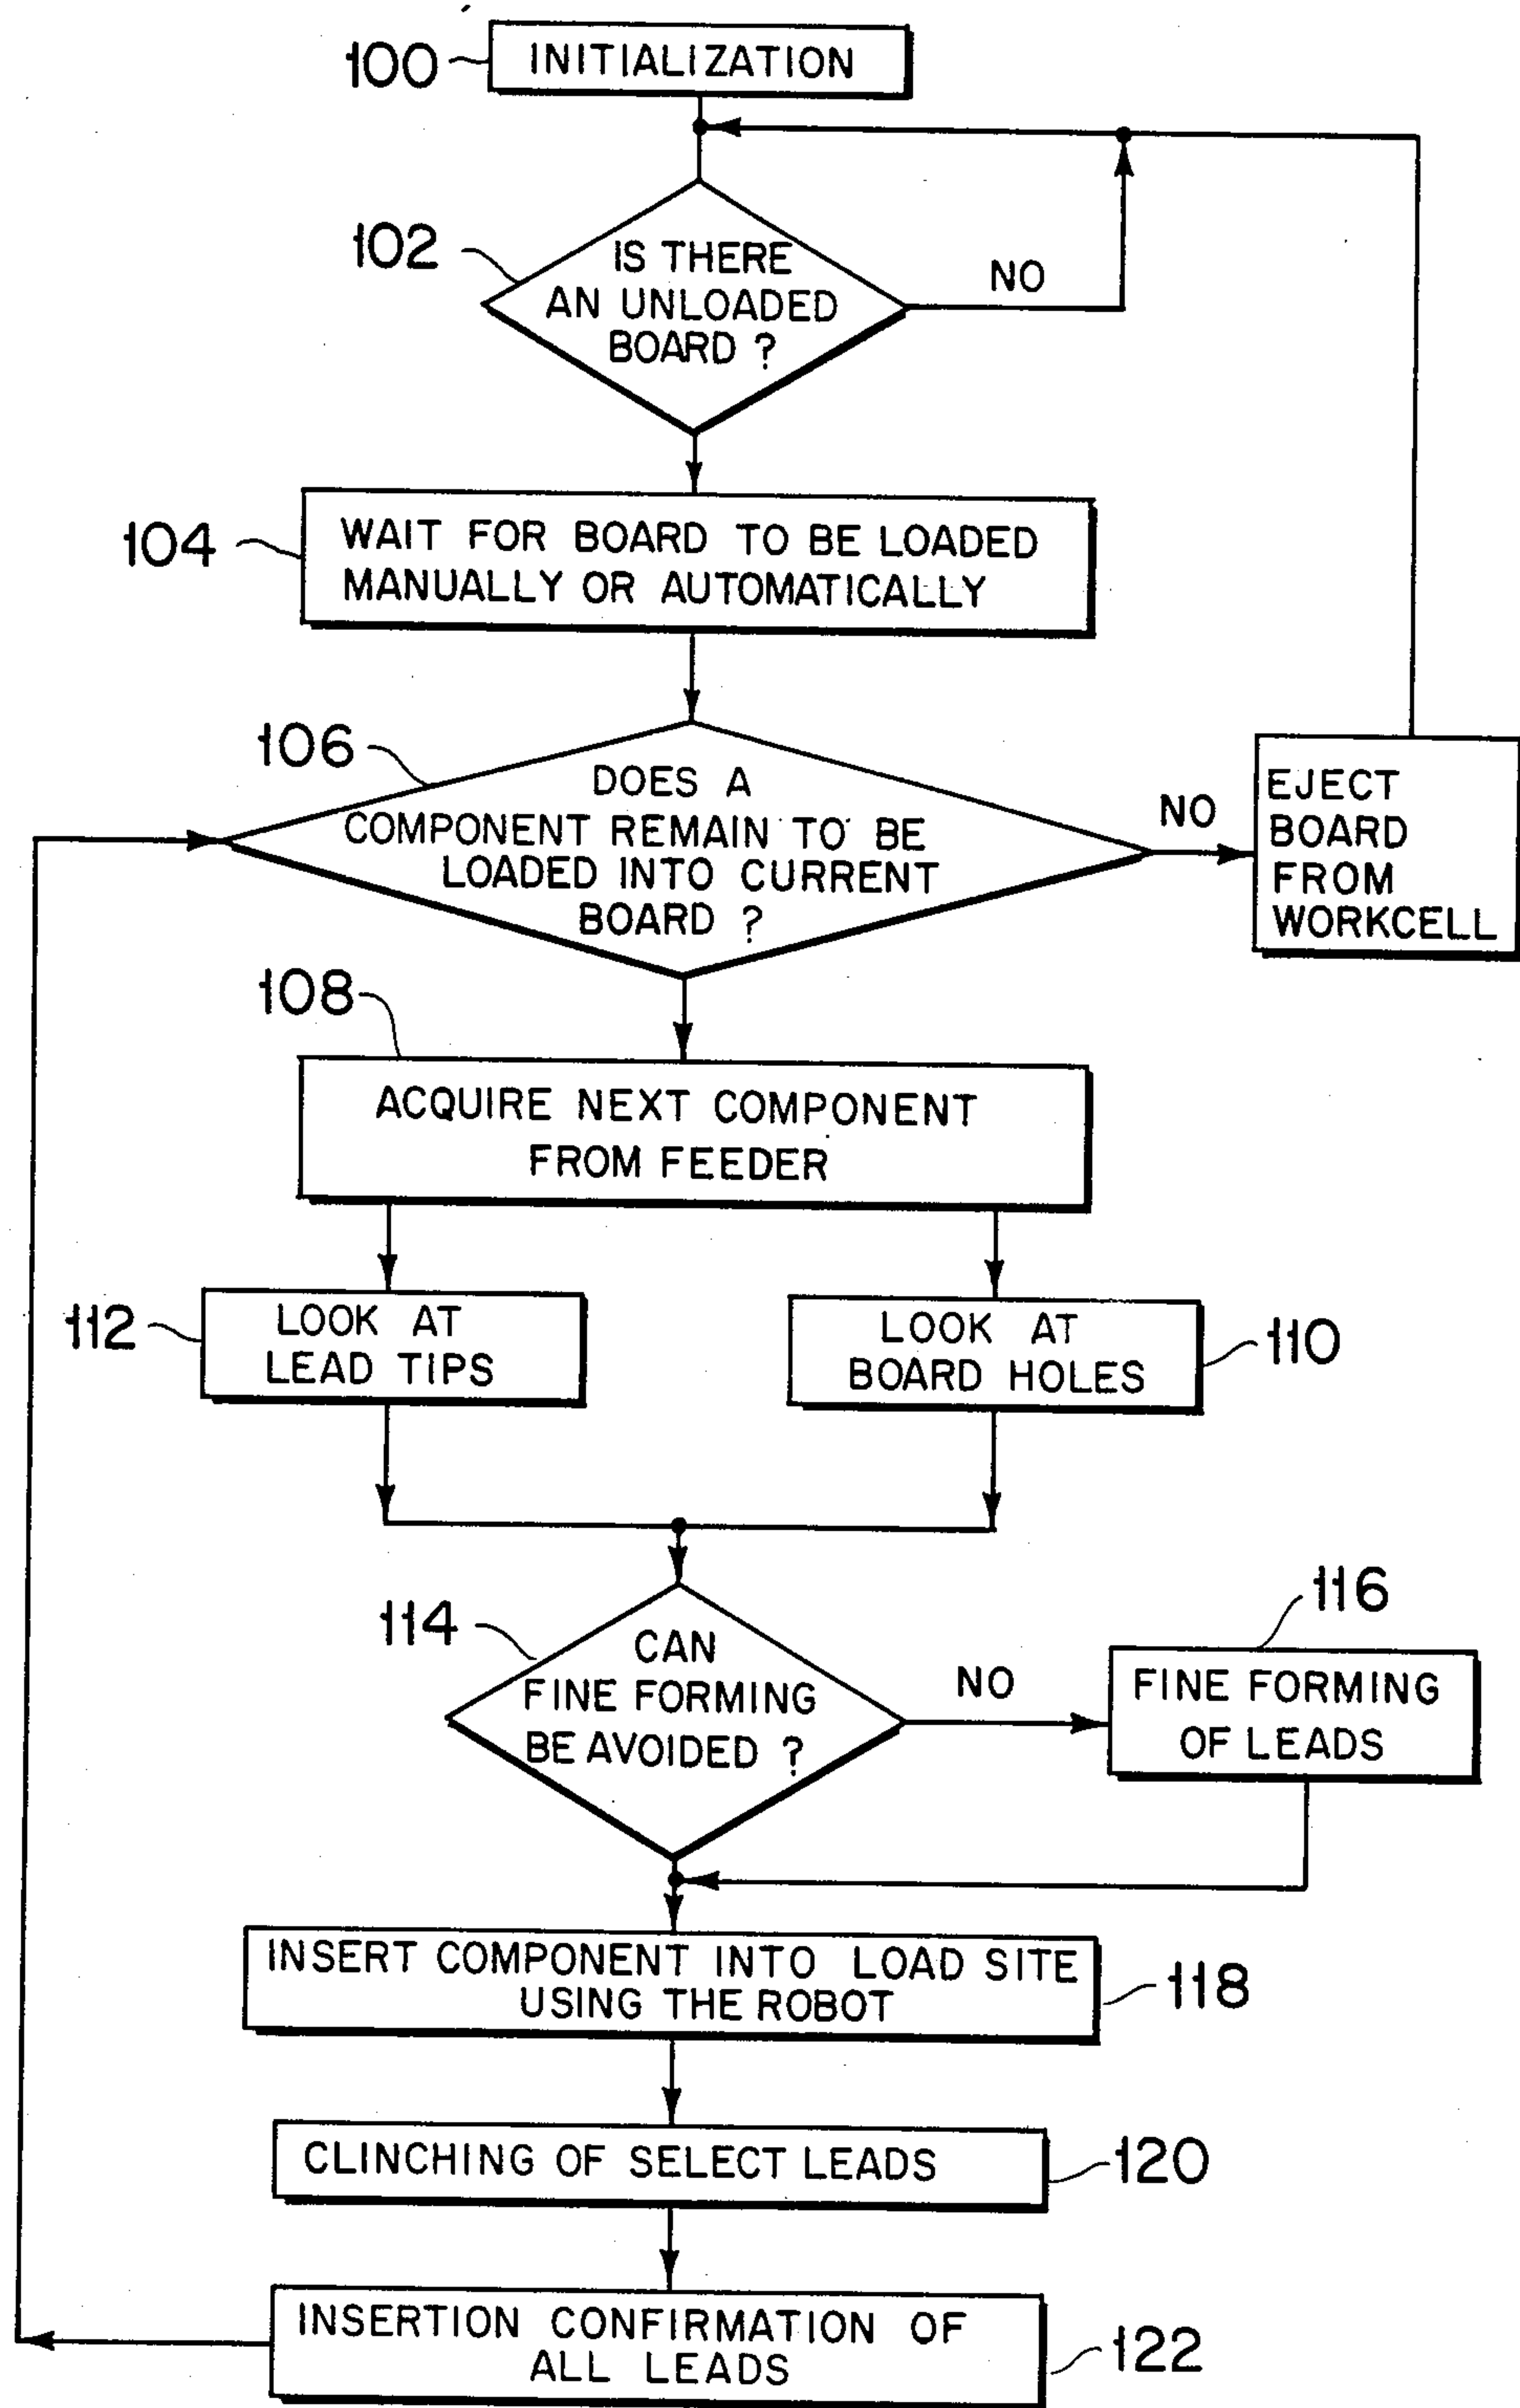 100
INITIALIZATION
102
IS THERE
AN UNLOADED
BOARD ?
NO
104
WAIT FOR BOARD TO BE LOADED
MANUALLY OR AUTOMATICALLY
106
DOES A
COMPONENT REMAIN TO BE
LOADED INTO CURRENT
BOARD ?
NO
EJECT
BOARD
FROM
WORKCELL
108
ACQUIRE NEXT COMPONENT
FROM FEEDER
112
LOOK AT
LEAD TIPS
LOOK AT
BOARD HOLES
110
114
CAN
FINE FORMING
BE AVOIDED ?
NO
116
FINE FORMING
OF LEADS
INSERT COMPONENT INTO LOAD SITE
USING THE ROBOT
118
CLINCHING OF SELECT LEADS
120
INSERTION CONFIRMATION OF
ALL LEADS
122